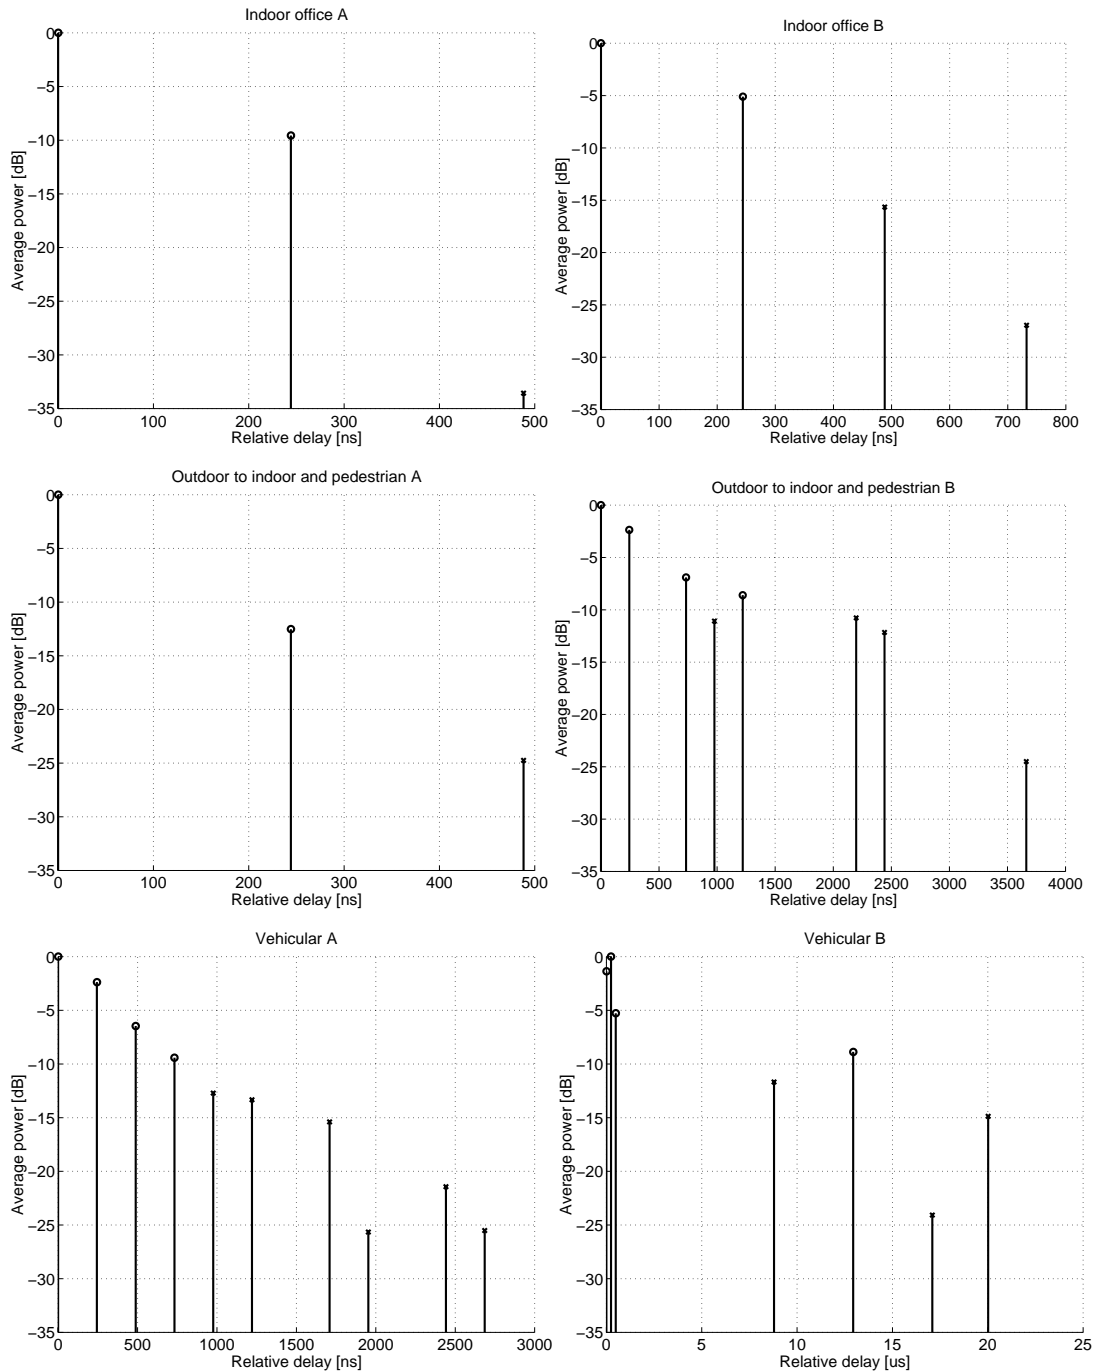 Indoor office A
0
−5
−10
−15
−20
−25
−30
−35
Average power [dB]
0 100 200 300 400 500
Relative delay [ns]
Indoor office B
0
−5
−10
−15
−20
−25
−30
−35
Average power [dB]
0 100 200 300 400 500 600 700 800
Relative delay [ns]
Outdoor to indoor and pedestrian A
0
−5
−10
−15
−20
−25
−30
−35
Average power [dB]
0 100 200 300 400 500
Relative delay [ns]
Outdoor to indoor and pedestrian B
0
−5
−10
−15
−20
−25
−30
−35
Average power [dB]
0 500 1000 1500 2000 2500 3000 3500 4000
Relative delay [ns]
Vehicular A
0
−5
−10
−15
−20
−25
−30
−35
Average power [dB]
0 500 1000 1500 2000 2500 3000
Relative delay [ns]
Vehicular B
0
−5
−10
−15
−20
−25
−30
−35
Average power [dB]
0 5 10 15 20 25
Relative delay [us]